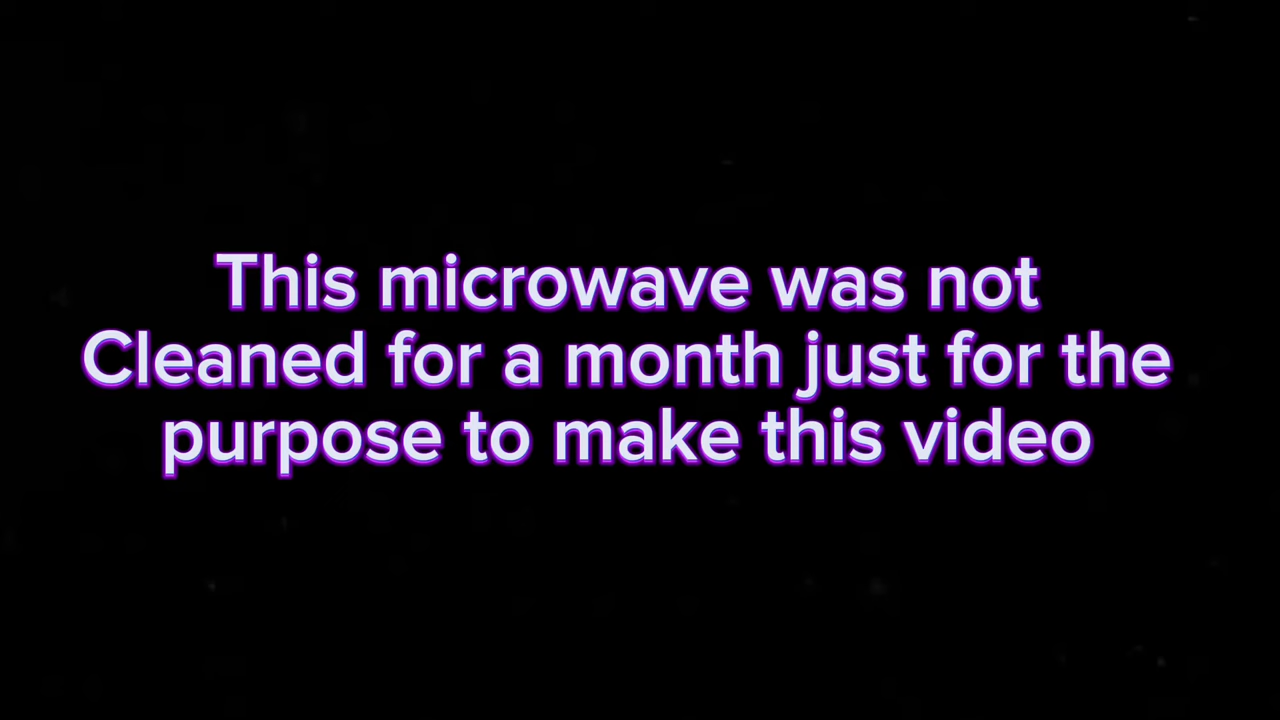 This microwave was not
Cleaned for a month just for the
purpose to make this video